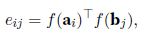 e_{ij} = f(\mathbf{a}_i)^\top f(\mathbf{b}_j),